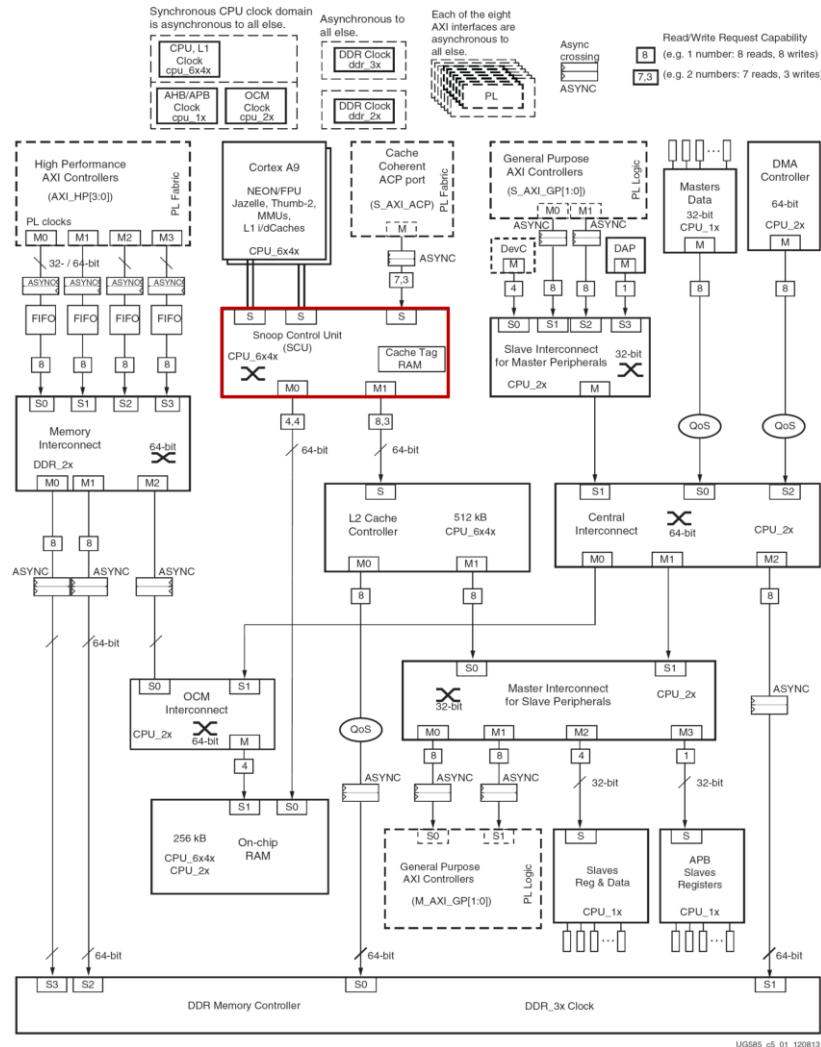 Synchronous CPU clock domain
is asynchronous to all else.
CPU, L1
Clock
cpu_6x4x
AHB/APB
Clock
cpu_1x
OCM
Clock
cpu_2x
Asynchronous to
all else.
DDR Clock
ddr_3x
DDR Clock
ddr_2x
Each of the eight
AXI interfaces are
asynchronous to
all else.
PL
Async
crossing
ASYNC
Read/Write Request Capability
8
(e.g. 1 number: 8 reads, 8 writes)
7,3
(e.g. 2 numbers: 7 reads, 3 writes)
High Performance
AXI Controllers
(AXI_HP[3:0])
PL Fabric
PL clocks
M0 M1 M2 M3
32- / 64-bit
ASYNC ASYNC ASYNC ASYNC
FIFO FIFO FIFO FIFO
8 8 8 8
S0 S1 S2 S3
Memory
Interconnect
64-bit
DDR_2x
M0 M1 M2
8 8
ASYNC ASYNC ASYNC
64-bit
Cortex A9
NEON/FPU
Jazelle, Thumb-2,
MMUs,
L1 i/dCaches
CPU_6x4x
Cache
Coherent
ACP port
(S_AXI_ACP)
PL Fabric
M
ASYNC
7,3
S S S
Snoop Control Unit
(SCU)
CPU_6x4x
Cache Tag
RAM
M0 M1
4,4 8,3
64-bit 64-bit
General Purpose
AXI Controllers
(S_AXI_GP[1:0])
PL Logic
M0 M1
ASYNC ASYNC
DevC
M
DAP
M
4 8 8 1
S0 S1 S2 S3
Slave Interconnect
for Master Peripherals
32-bit
CPU_2x
M
Masters
Data
32-bit
CPU_1x
M
8
QoS
DMA
Controller
64-bit
CPU_2x
M
8
QoS
S
L2 Cache
Controller
512 kB
CPU_6x4x
M0 M1
8 8
S1 S0 S2
Central
Interconnect
64-bit
CPU_2x
M0 M1 M2
8
ASYNC
S0 S1
OCM
Interconnect
CPU_2x
64-bit
M
4
QoS
ASYNC
S0 S1
32-bit
Master Interconnect
for Slave Peripherals
CPU_2x
M0 M1 M2 M3
8 8 4 1
ASYNC ASYNC
32-bit 32-bit
S1 S0
256 kB
CPU_6x4x
CPU_2x
On-chip
RAM
S0 S1
General Purpose
AXI Controllers
(M_AXI_GP[1:0])
PL Logic
S
Slaves
Reg & Data
CPU_1x
S
APB
Slaves
Registers
CPU_1x
64-bit 64-bit 64-bit
S3 S2 S0 S1
DDR Memory Controller
DDR_3x Clock
UG585_c5_01_120813